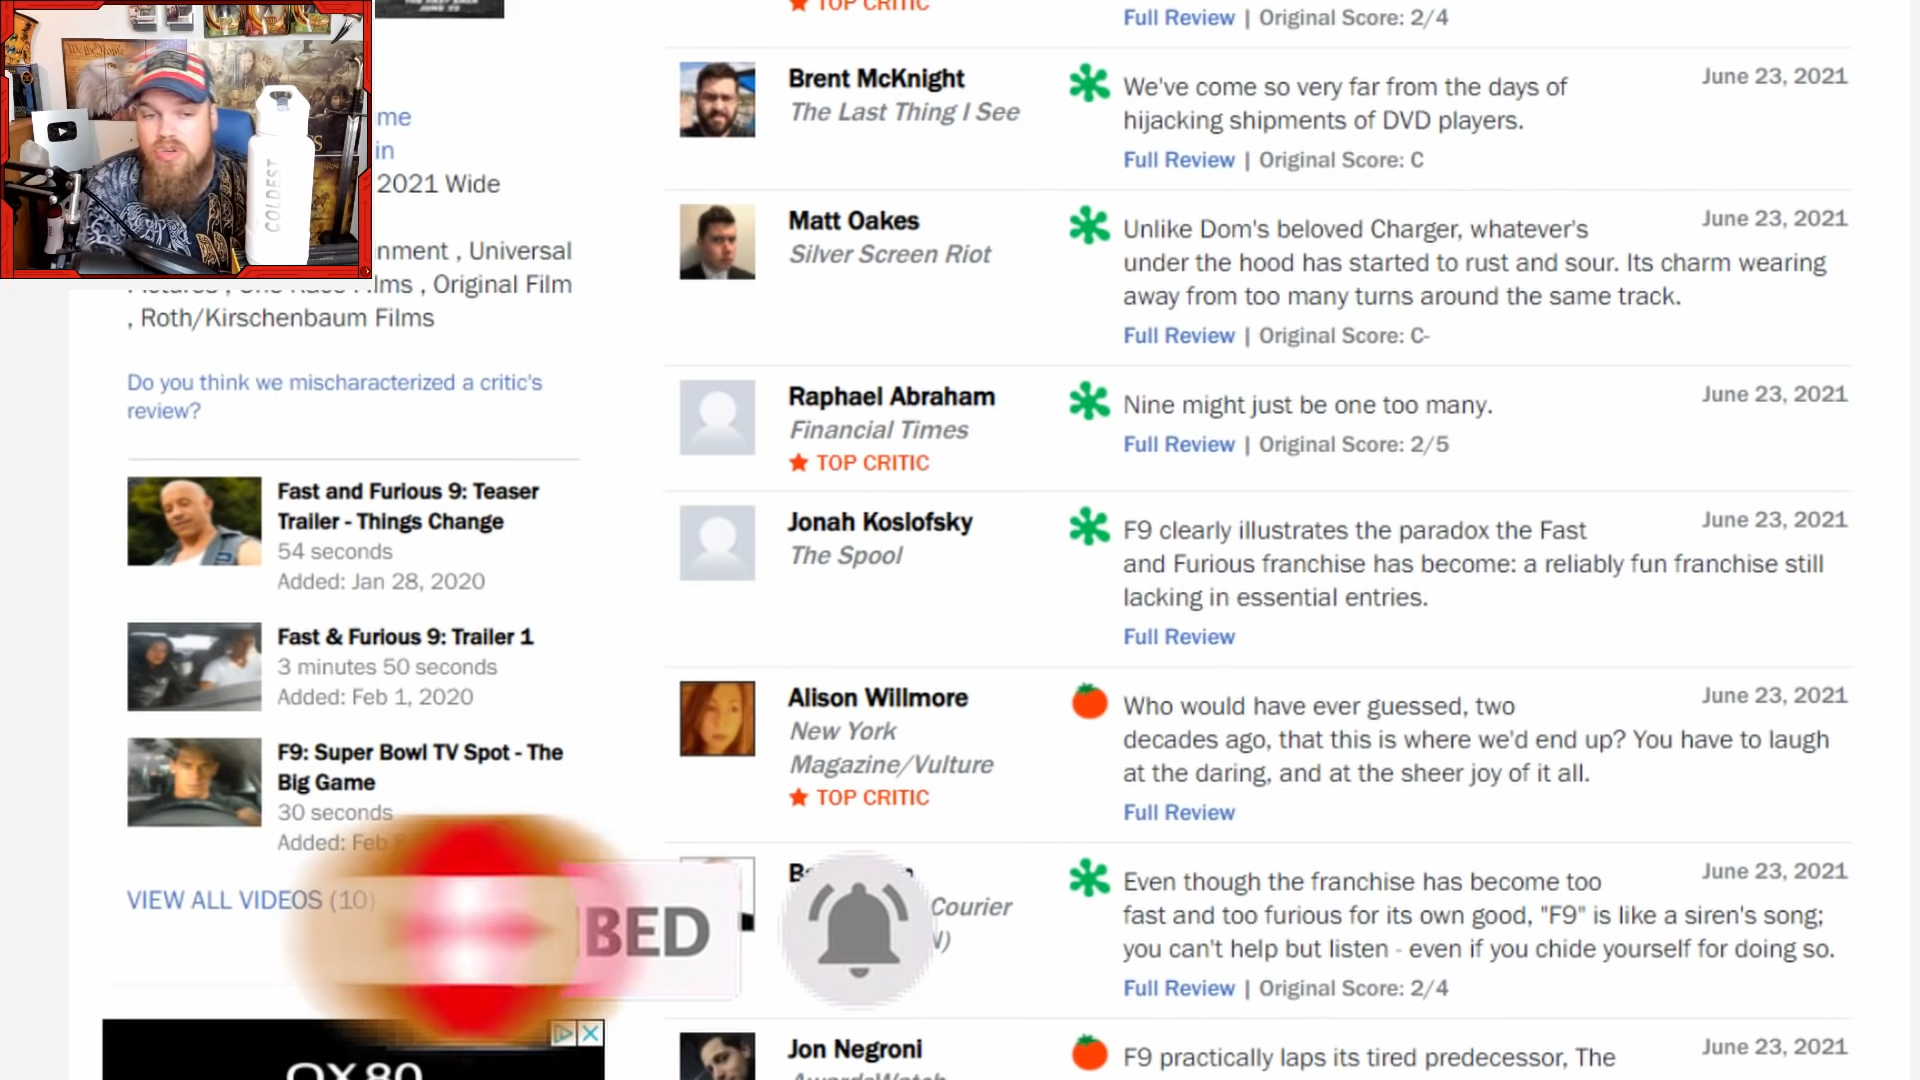 We the People
COLDEST
me
in
2021 Wide
nment , Universal
Pictures , One Race Films , Original Film
, Roth/Kirschenbaum Films
Do you think we mischaracterized a critic's
review?
Fast and Furious 9: Teaser
Trailer - Things Change
54 seconds
Added: Jan 28, 2020
Fast & Furious 9: Trailer 1
3 minutes 50 seconds
Added: Feb 1, 2020
F9: Super Bowl TV Spot - The
Big Game
30 seconds
Added: Feb
VIEW ALL VIDEOS (10)
BED
TOP CRITIC
Full Review | Original Score: 2/4
Brent McKnight
The Last Thing I See
We've come so very far from the days of
hijacking shipments of DVD players.
Full Review | Original Score: C
June 23, 2021
Matt Oakes
Silver Screen Riot
Unlike Dom's beloved Charger, whatever's
under the hood has started to rust and sour. Its charm wearing
away from too many turns around the same track.
Full Review | Original Score: C-
June 23, 2021
Raphael Abraham
Financial Times
TOP CRITIC
Nine might just be one too many.
Full Review | Original Score: 2/5
June 23, 2021
Jonah Koslofsky
The Spool
F9 clearly illustrates the paradox the Fast
and Furious franchise has become: a reliably fun franchise still
lacking in essential entries.
Full Review
June 23, 2021
Alison Willmore
New York
Magazine/Vulture
TOP CRITIC
Who would have ever guessed, two
decades ago, that this is where we'd end up? You have to laugh
at the daring, and at the sheer joy of it all.
Full Review
June 23, 2021
Courier
Even though the franchise has become too
fast and too furious for its own good, "F9" is like a siren's song;
you can't help but listen - even if you chide yourself for doing so.
Full Review | Original Score: 2/4
June 23, 2021
Jon Negroni
AwardsWatch
F9 practically laps its tired predecessor, The
June 23, 2021
QX80